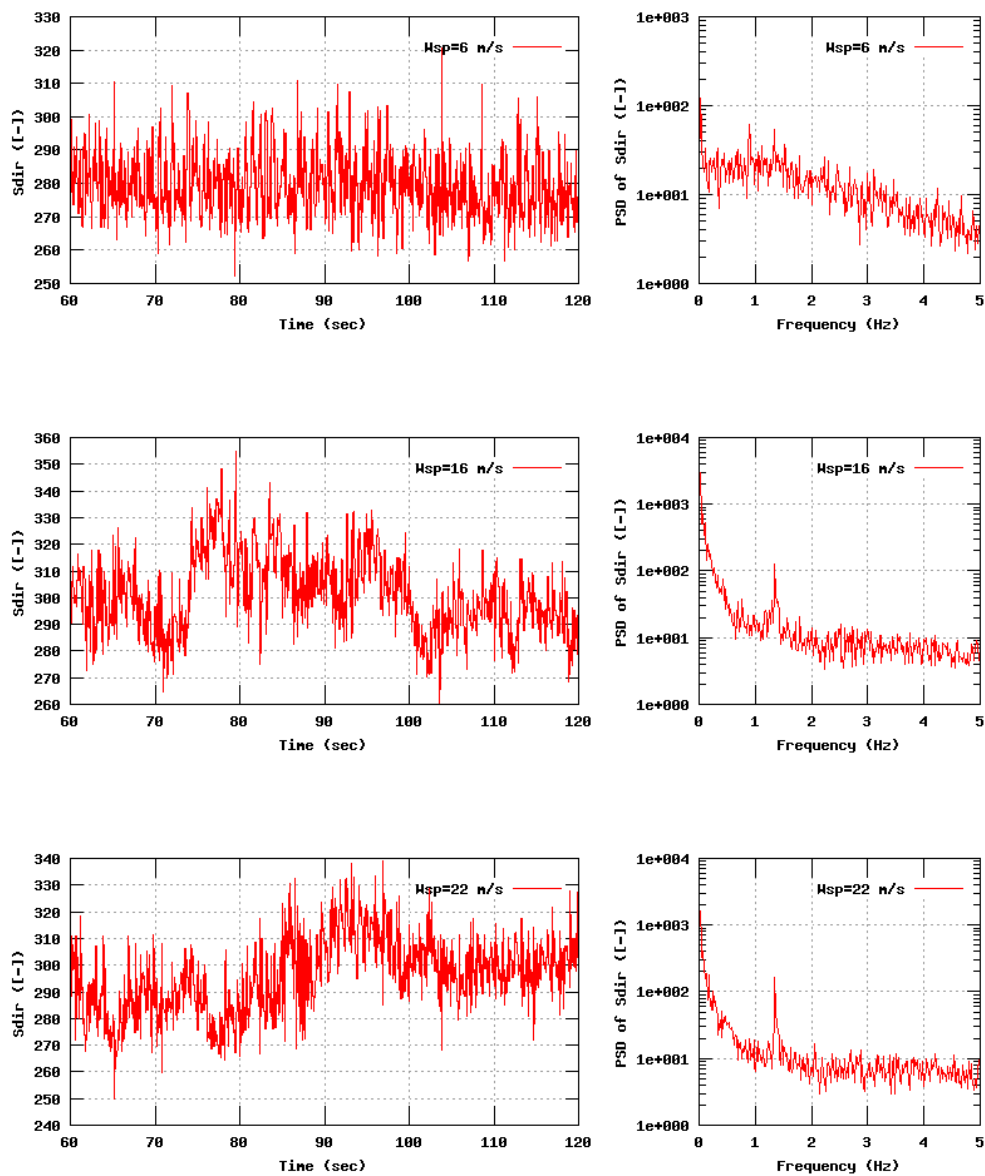 330
320
310
300
290
280
270
260
250
Sdir ([-])
Wsp=6 m/s
60 70 80 90 100 110 120
Time (sec)
1e+003
1e+002
1e+001
1e+000
PSD of Sdir ([-])
Wsp=6 m/s
0 1 2 3 4 5
Frequency (Hz)
360
350
340
330
320
310
300
290
280
270
260
Sdir ([-])
Wsp=16 m/s
60 70 80 90 100 110 120
Time (sec)
1e+004
1e+003
1e+002
1e+001
1e+000
PSD of Sdir ([-])
Wsp=16 m/s
0 1 2 3 4 5
Frequency (Hz)
340
330
320
310
300
290
280
270
260
250
240
Sdir ([-])
Wsp=22 m/s
60 70 80 90 100 110 120
Time (sec)
1e+004
1e+003
1e+002
1e+001
1e+000
PSD of Sdir ([-])
Wsp=22 m/s
0 1 2 3 4 5
Frequency (Hz)